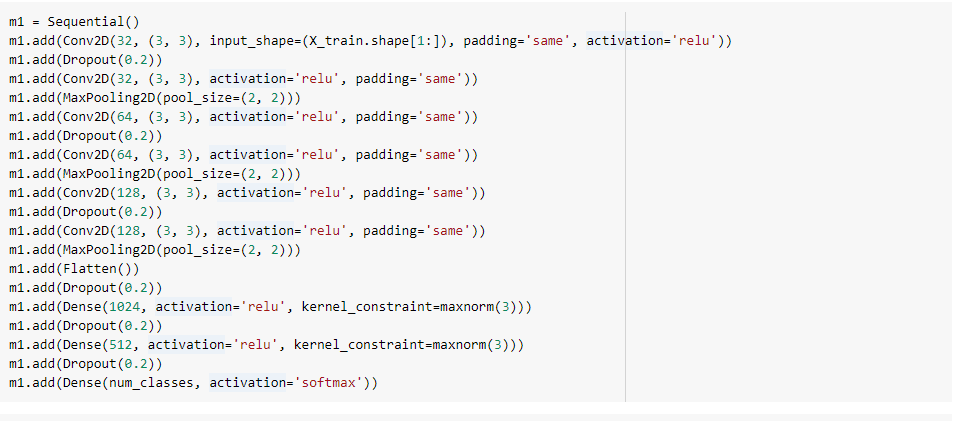 m1 = Sequential()
m1.add(Conv2D(32, (3, 3), input_shape=(X_train.shape[1:]), padding='same', activation='relu'))
m1.add(Dropout(0.2))
m1.add(Conv2D(32, (3, 3), activation='relu', padding='same'))
m1.add(MaxPooling2D(pool_size=(2, 2)))
m1.add(Conv2D(64, (3, 3), activation='relu', padding='same'))
m1.add(Dropout(0.2))
m1.add(Conv2D(64, (3, 3), activation='relu', padding='same'))
m1.add(MaxPooling2D(pool_size=(2, 2)))
m1.add(Conv2D(128, (3, 3), activation='relu', padding='same'))
m1.add(Dropout(0.2))
m1.add(Conv2D(128, (3, 3), activation='relu', padding='same'))
m1.add(MaxPooling2D(pool_size=(2, 2)))
m1.add(Flatten())
m1.add(Dropout(0.2))
m1.add(Dense(1024, activation='relu', kernel_constraint=maxnorm(3)))
m1.add(Dropout(0.2))
m1.add(Dense(512, activation='relu', kernel_constraint=maxnorm(3)))
m1.add(Dropout(0.2))
m1.add(Dense(num_classes, activation='softmax'))